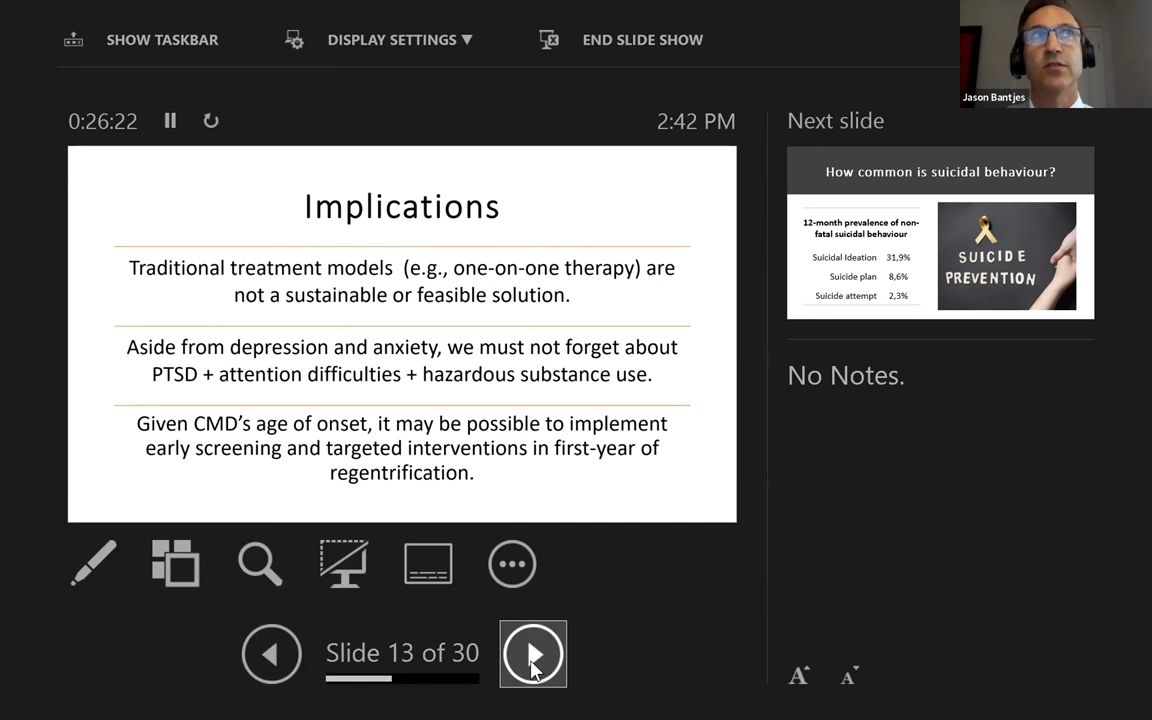 SHOW TASKBAR
DISPLAY SETTINGS ▼
END SLIDE SHOW
Jason Bantjes
0:26:22
2:42 PM
Implications
Traditional treatment models (e.g., one-on-one therapy) are
not a sustainable or feasible solution.
Aside from depression and anxiety, we must not forget about
PTSD + attention difficulties + hazardous substance use.
Given CMD’s age of onset, it may be possible to implement
early screening and targeted interventions in first-year of
regentrification.
Slide 13 of 30
Next slide
How common is suicidal behaviour?
12-month prevalence of non-
fatal suicidal behaviour
Suicidal Ideation 31,9%
Suicide plan 8,6%
Suicide attempt 2,3%
SUICIDE
PREVENTION
No Notes.
A A